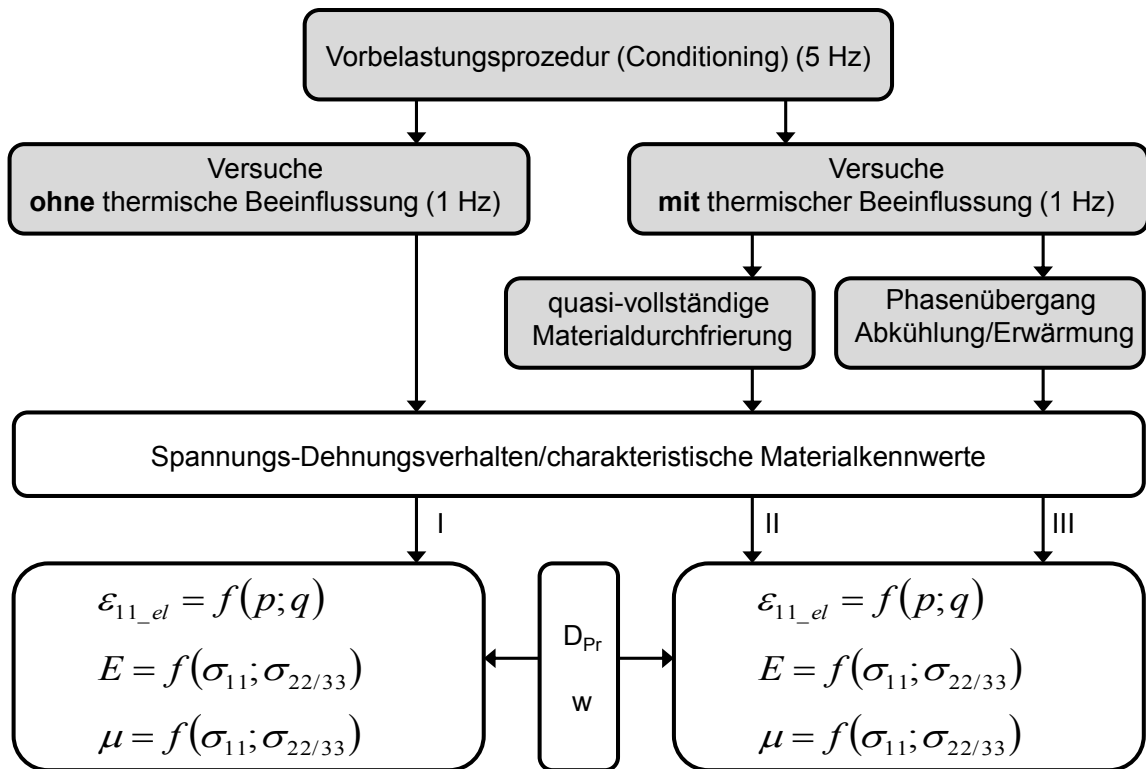 Vorbelastungsprozedur (Conditioning) (5 Hz)
Versuche
ohne thermische Beeinflussung (1 Hz)
Versuche
mit thermischer Beeinflussung (1 Hz)
quasi-vollständige
Materialdurchfrierung
Phasenübergang
Abkühlung/Erwärmung
Spannungs-Dehnungsverhalten/charakteristische Materialkennwerte
I
II
III
ε₁₁_el = f(p;q)
E = f(σ₁₁;σ₂₂/₃₃)
μ = f(σ₁₁;σ₂₂/₃₃)
D_Pr
w
ε₁₁_el = f(p;q)
E = f(σ₁₁;σ₂₂/₃₃)
μ = f(σ₁₁;σ₂₂/₃₃)